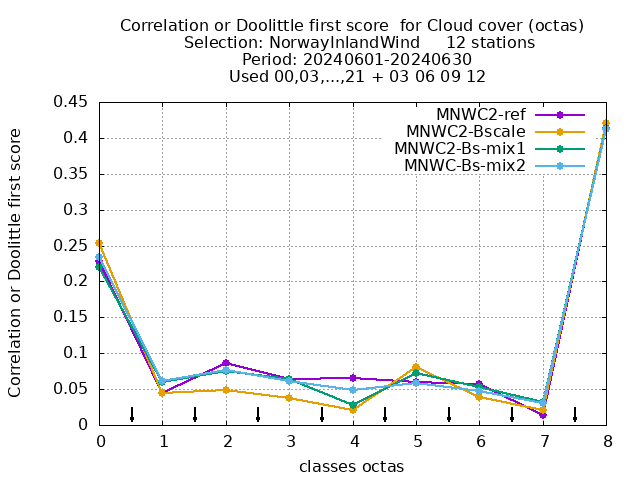 Correlation or Doolittle first score  for Cloud cover (octas)
Selection: NorwayInlandWind     12 stations
Period: 20240601-20240630
Used 00,03,...,21 + 03 06 09 12
Correlation or Doolittle first score
0.45
0.4
0.35
0.3
0.25
0.2
0.15
0.1
0.05
0
MNWC2-ref
MNWC2-Bscale
MNWC2-Bs-mix1
MNWC-Bs-mix2
0 1 2 3 4 5 6 7 8
classes octas